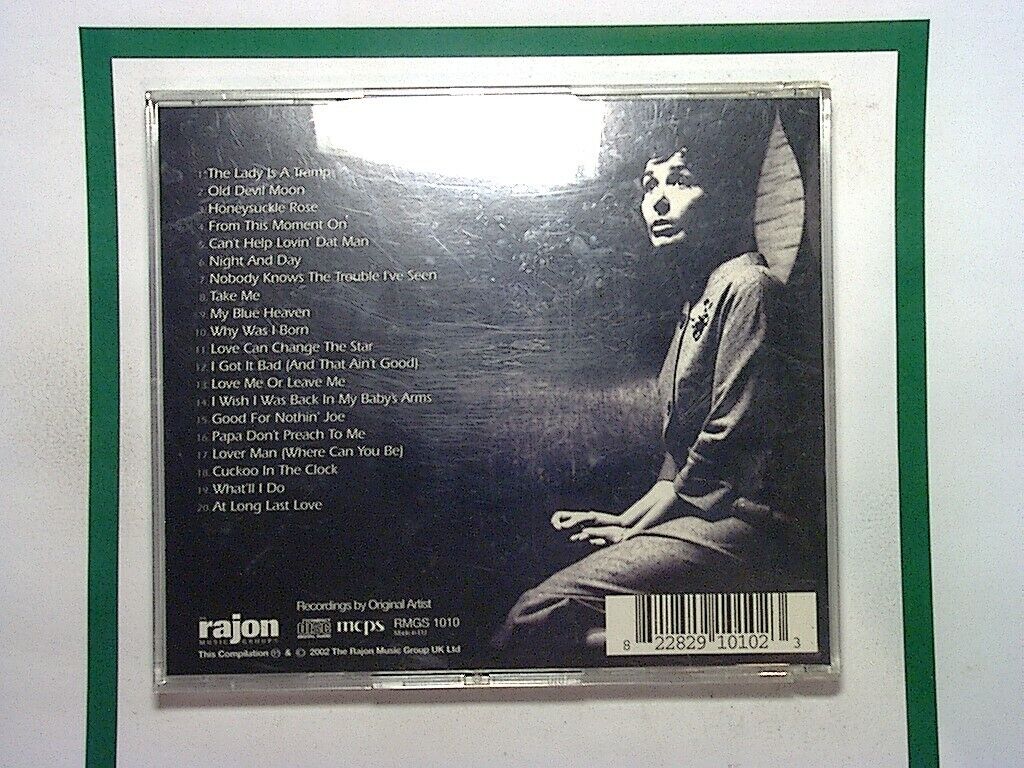 1. The Lady Is A Tramp
2. Old Devil Moon
3. Honeysuckle Rose
4. From This Moment On
5. Can't Help Lovin' Dat Man
6. Night And Day
7. Nobody Knows The Trouble I've Seen
8. Take Me
9. My Blue Heaven
10. Why Was I Born
11. Love Can Change The Star
12. I Got It Bad (And That Ain't Good)
13. Love Me Or Leave Me
14. I Wish I Was Back In My Baby's Arms
15. Good For Nothin' Joe
16. Papa Don't Preach To Me
17. Lover Man (Where Can You Be)
18. Cuckoo In The Clock
19. What'll I Do
20. At Long Last Love
Recordings by Original Artist
rajon
MUSIC GROUP
disc
mcps
RMGS 1010
Made in EU
This Compilation ℗ & © 2002 The Rajon Music Group UK Ltd
8 22829 10102 3